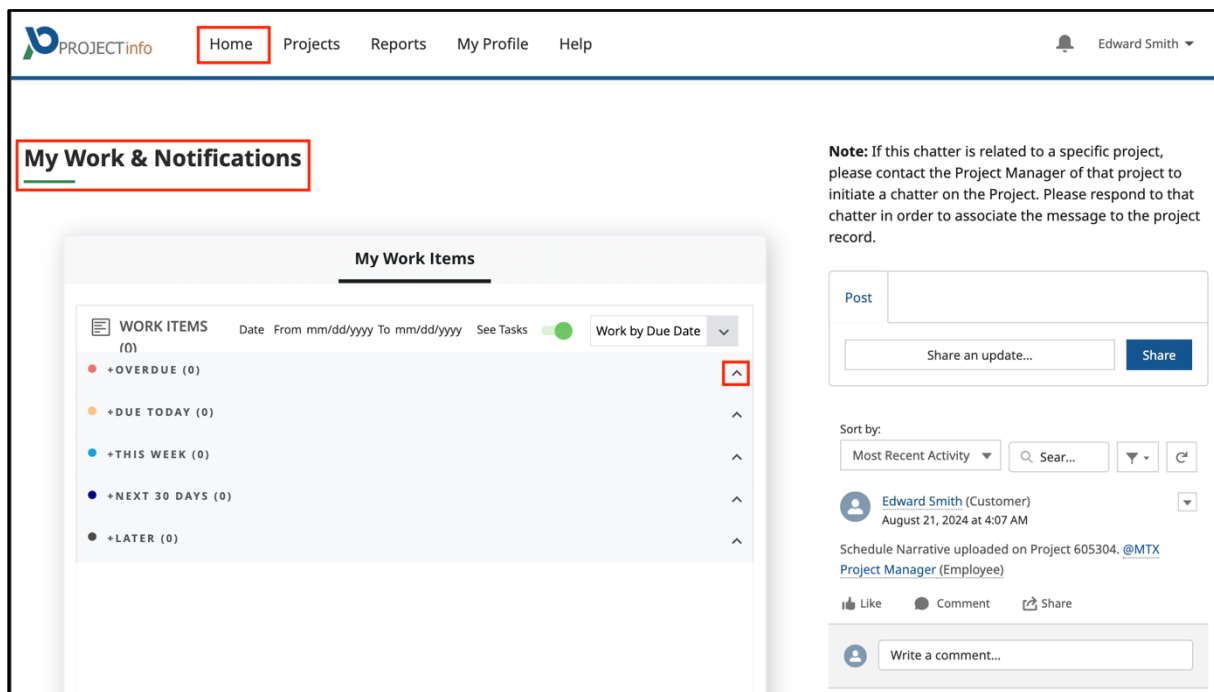 PROJECTinfo
Home Projects Reports My Profile Help
Edward Smith
My Work & Notifications
My Work Items
WORK ITEMS
(0)
Date From mm/dd/yyyy To mm/dd/yyyy See Tasks
Work by Due Date
+OVERDUE (0)
+DUE TODAY (0)
+THIS WEEK (0)
+NEXT 30 DAYS (0)
+LATER (0)
Note: If this chatter is related to a specific project,
please contact the Project Manager of that project to
initiate a chatter on the Project. Please respond to that
chatter in order to associate the message to the project
record.
Post
Share an update...
Share
Sort by:
Most Recent Activity
Sear...
Edward Smith (Customer)
August 21, 2024 at 4:07 AM
Schedule Narrative uploaded on Project 605304. @MTX
Project Manager (Employee)
Like Comment Share
Write a comment...